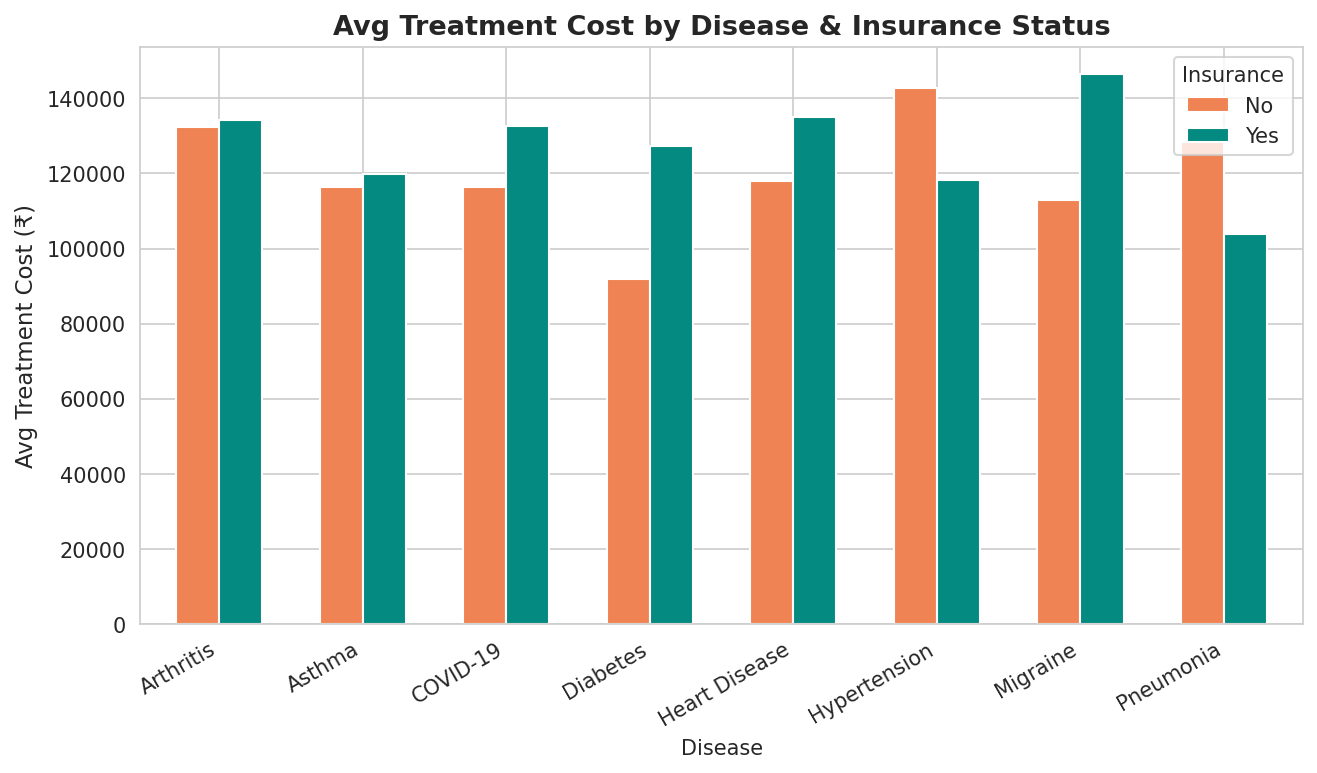 Avg Treatment Cost by Disease & Insurance Status
Insurance
No
Yes
Avg Treatment Cost (₹)
140000
120000
100000
80000
60000
40000
20000
0
Arthritis
Asthma
COVID-19
Diabetes
Heart Disease
Hypertension
Migraine
Pneumonia
Disease